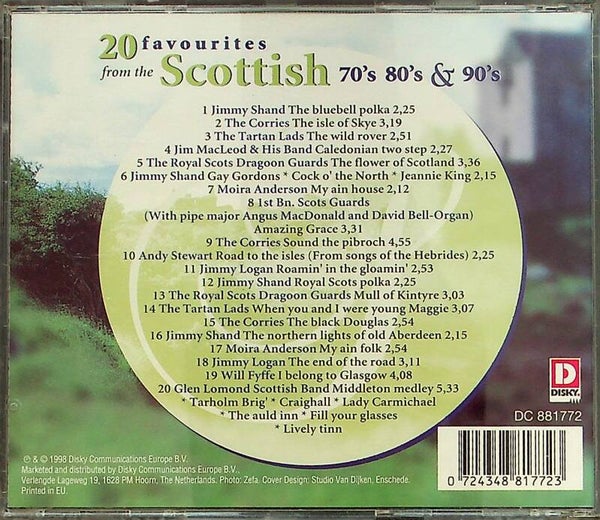 20 favourites
from the Scottish 70's 80's & 90's
1 Jimmy Shand The bluebell polka 2,25
2 The Corries The isle of Skye 3,19
3 The Tartan Lads The wild rover 2,51
4 Jim MacLeod & His Band Caledonian two step 2,27
5 The Royal Scots Dragoon Guards The flower of Scotland 3,36
6 Jimmy Shand Gay Gordons * Cock o' the North * Jeannie King 2,15
7 Moira Anderson My ain house 2,12
8 1st Bn. Scots Guards
(With pipe major Angus MacDonald and David Bell-Organ)
Amazing Grace 3,31
9 The Corries Sound the pibroch 4,55
10 Andy Stewart Road to the isles (From songs of the Hebrides) 2,25
11 Jimmy Logan Roamin' in the gloamin' 2,53
12 Jimmy Shand Royal Scots polka 2,25
13 The Royal Scots Dragoon Guards Mull of Kintyre 3,03
14 The Tartan Lads When you and I were young Maggie 3,07
15 The Corries The black Douglas 2,54
16 Jimmy Shand The northern lights of old Aberdeen 2,15
17 Moira Anderson My ain folk 2,54
18 Jimmy Logan The end of the road 3,11
19 Will Fyffe I belong to Glasgow 4,08
20 Glen Lomond Scottish Band Middleton medley 5,33
* Tarholm Brig' * Craighall * Lady Carmichael
* The auld inn * Fill your glasses
* Lively tinn
D
DISKY
DC 881772
℗ & © 1998 Disky Communications Europe B.V.
Marketed and distributed by Disky Communications Europe B.V.,
Verlengde Lageweg 19, 1628 PM Hoorn, The Netherlands. Photo: Zefa. Cover Design: Studio Van Dijken, Enschede.
Printed in EU.
0 724348 817723